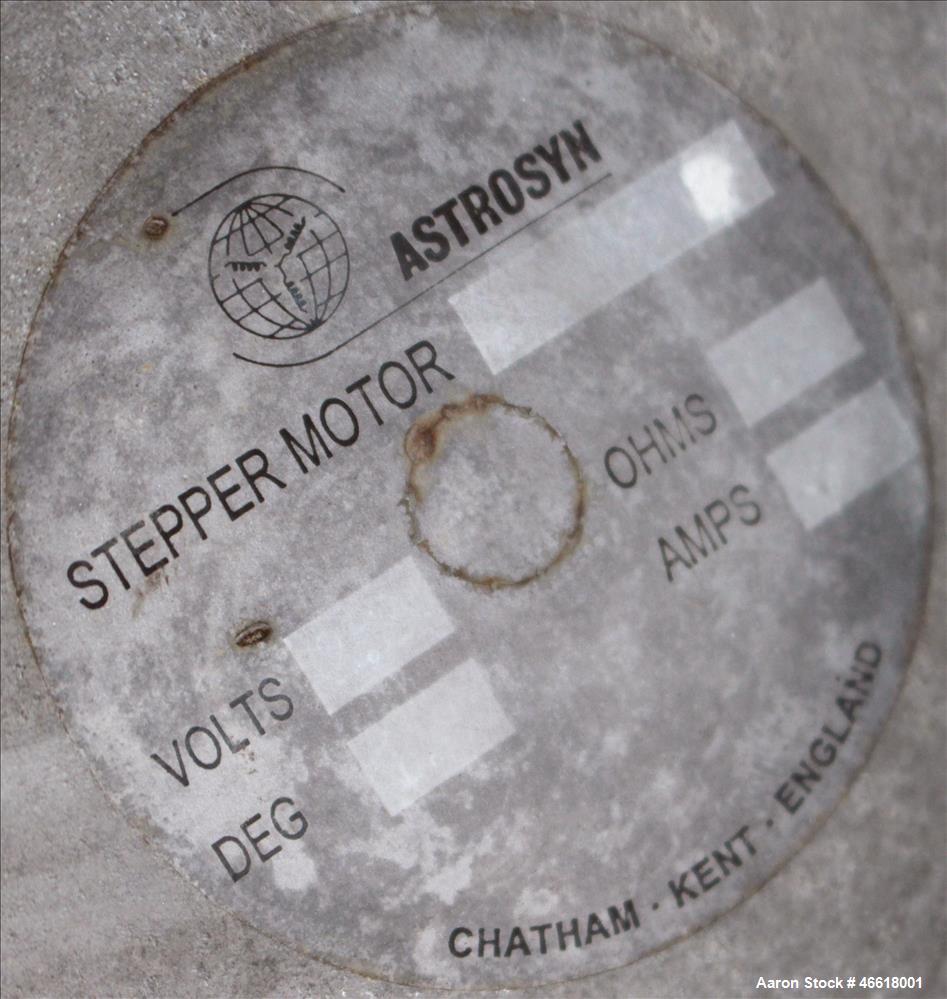 ASTROSYN
STEPPER MOTOR
OHMS
AMPS
VOLTS
DEG
CHATHAM · KENT · ENGLAND
Aaron Stock # 46618001